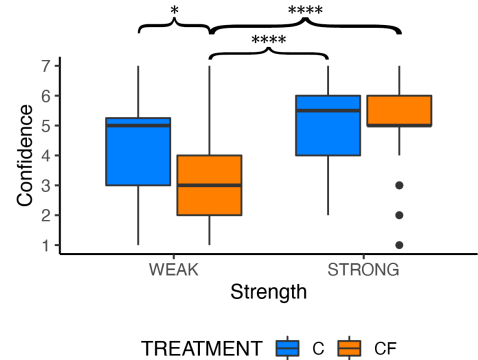 * ****
****
7
6
5
4
3
2
1
Confidence
WEAK STRONG
Strength
TREATMENT C CF